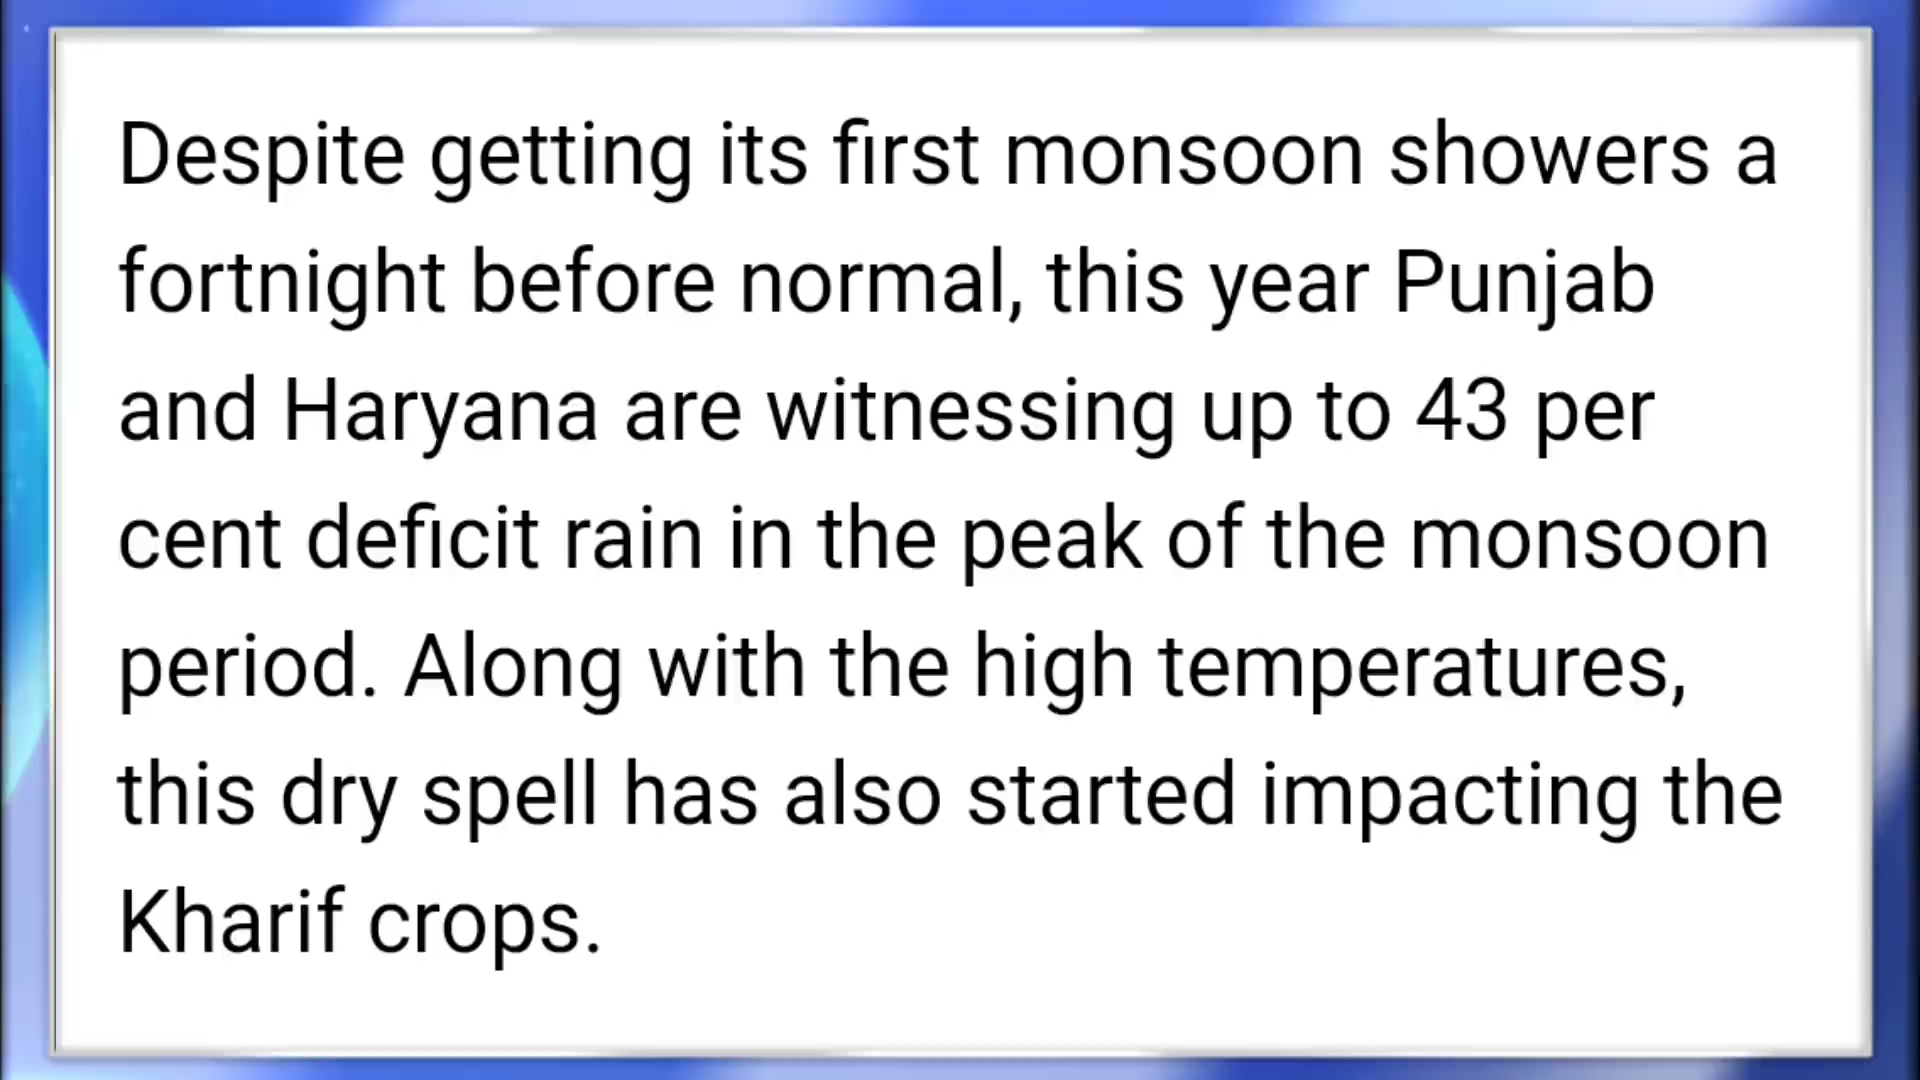 Despite getting its first monsoon showers a
fortnight before normal, this year Punjab
and Haryana are witnessing up to 43 per
cent deficit rain in the peak of the monsoon
period. Along with the high temperatures,
this dry spell has also started impacting the
Kharif crops.